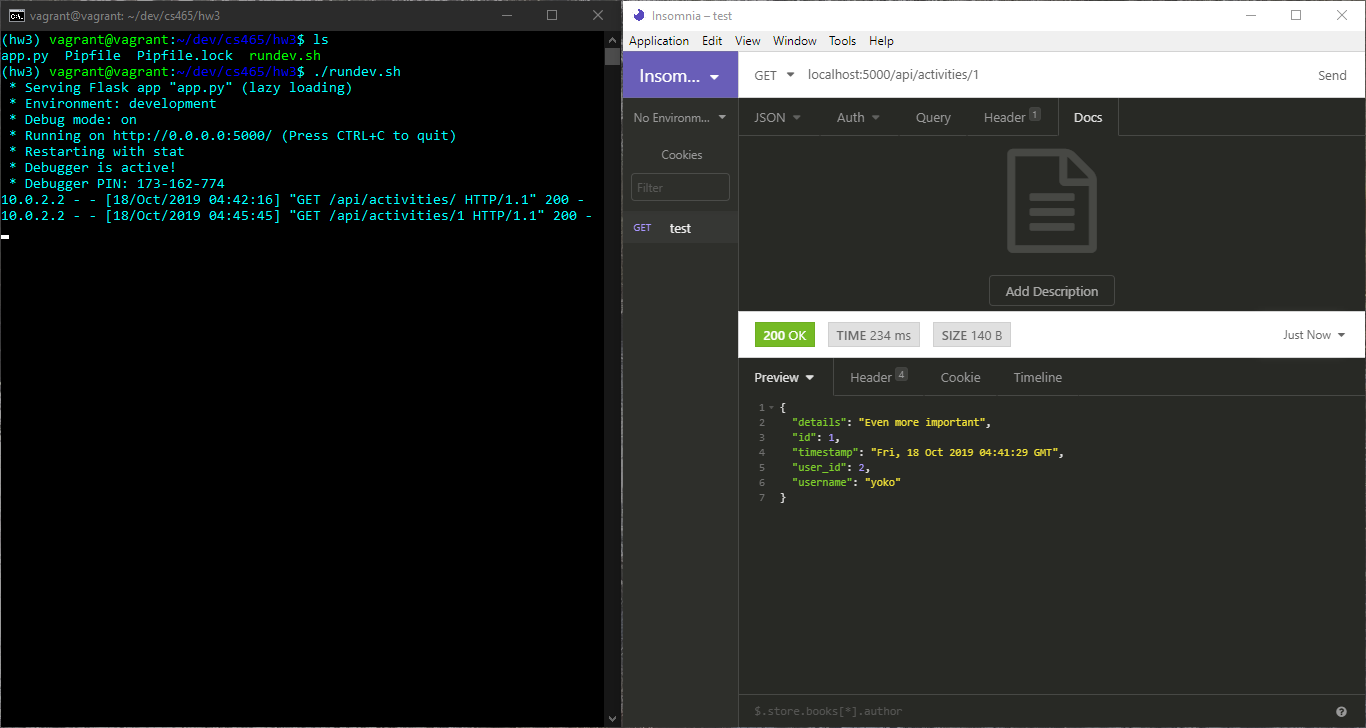 vagrant@vagrant: ~/dev/cs465/hw3
(hw3) vagrant@vagrant:~/dev/cs465/hw3$ ls
app.py  Pipfile  Pipfile.lock  rundev.sh
(hw3) vagrant@vagrant:~/dev/cs465/hw3$ ./rundev.sh
 * Serving Flask app "app.py" (lazy loading)
 * Environment: development
 * Debug mode: on
 * Running on http://0.0.0.0:5000/ (Press CTRL+C to quit)
 * Restarting with stat
 * Debugger is active!
 * Debugger PIN: 173-162-774
10.0.2.2 - - [18/Oct/2019 04:42:16] "GET /api/activities/ HTTP/1.1" 200 -
10.0.2.2 - - [18/Oct/2019 04:45:45] "GET /api/activities/1 HTTP/1.1" 200 -
Insomnia – test
Application Edit View Window Tools Help
Insom...
GET localhost:5000/api/activities/1 Send
No Environm...
JSON Auth Query Header 1 Docs
Cookies
Filter
GET test
Add Description
200 OK TIME 234 ms SIZE 140 B Just Now
Preview Header 4 Cookie Timeline
1 {
2 "details": "Even more important",
3 "id": 1,
4 "timestamp": "Fri, 18 Oct 2019 04:41:29 GMT",
5 "user_id": 2,
6 "username": "yoko"
7 }
$.store.books[*].author